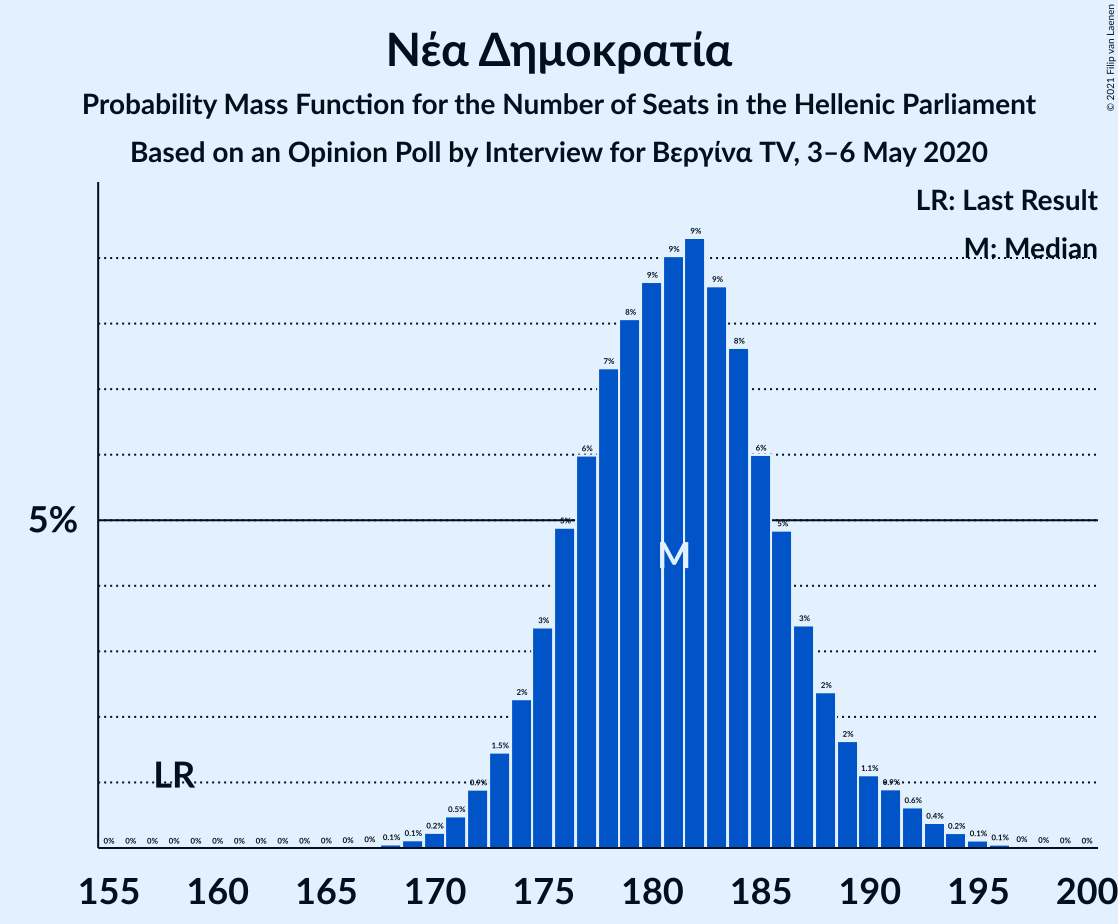 Νέα Δημοκρατία
Probability Mass Function for the Number of Seats in the Hellenic Parliament
Based on an Opinion Poll by Interview for Βεργίνα TV, 3–6 May 2020
© 2021 Filip van Laenen
LR: Last Result
M: Median
5%
LR
M
0% 0% 0% 0% 0% 0% 0% 0% 0% 0% 0% 0% 0% 0.1% 0.1% 0.2% 0.5% 0.9% 1.5% 2% 3% 5% 6% 7% 8% 9% 9% 9% 9% 8% 6% 5% 3% 2% 2% 1.1% 0.9% 0.6% 0.4% 0.2% 0.1% 0.1% 0% 0% 0% 0%
155 160 165 170 175 180 185 190 195 200